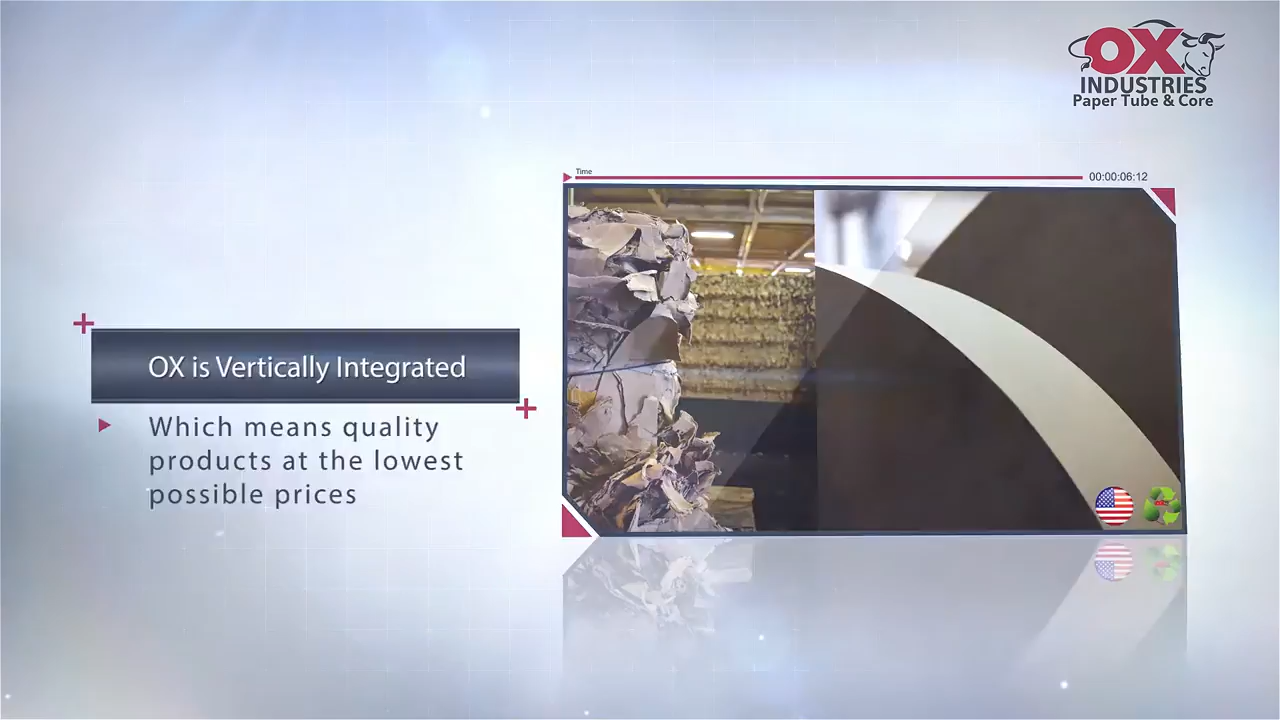 OX
INDUSTRIES
Paper Tube & Core
Time
00:00:06:12
OX is Vertically Integrated
Which means quality
products at the lowest
possible prices